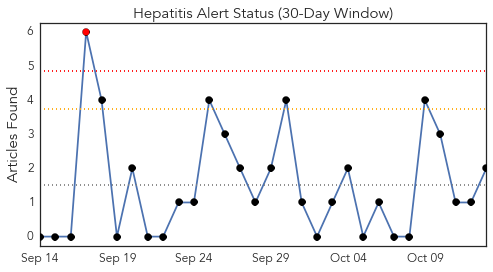 Hepatitis Alert Status (30-Day Window)
Articles Found
6
5
4
3
2
1
0
Sep 14 Sep 19 Sep 24 Sep 29 Oct 04 Oct 09